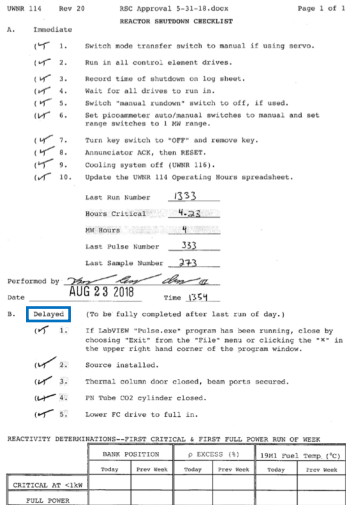 UWNR 114 Rev 20 RSC Approval 5-31-18.docx Page 1 of 1
REACTOR SHUTDOWN CHECKLIST
A. Immediate
(✓) 1. Switch mode transfer switch to manual if using servo.
(✓) 2. Run in all control element drives.
(✓) 3. Record time of shutdown on log sheet.
(✓) 4. Wait for all drives to run in.
(✓) 5. Switch "manual rundown" switch to off, if used.
(✓) 6. Set picoammeter auto/manual switches to manual and set
range switches to 1 MW range.
(✓) 7. Turn key switch to "OFF" and remove key.
(✓) 8. Annunciator ACK, then RESET.
(✓) 9. Cooling system off (UWNR 116).
(✓) 10. Update the UWNR 114 Operating Hours spreadsheet.
Last Run Number 1333
Hours Critical 4.23
MW Hours 4
Last Pulse Number 333
Last Sample Number 273
Performed by
Date AUG 23 2018 Time 1354
B. Delayed (To be fully completed after last run of day.)
(✓) 1. If LabVIEW "Pulse.exe" program has been running, close by
choosing "Exit" from the "File" menu or clicking the "X" in
the upper right hand corner of the program window.
(✓) 2. Source installed.
(✓) 3. Thermal column door closed, beam ports secured.
(✓) 4. PN Tube CO2 cylinder closed.
(✓) 5. Lower FC drive to full in.
REACTIVITY DETERMINATIONS--FIRST CRITICAL & FIRST FULL POWER RUN OF WEEK
BANK POSITION ρ EXCESS (%) 19M1 Fuel Temp (°C)
Today Prev Week Today Prev Week Today Prev Week
CRITICAL AT <1kW
FULL POWER